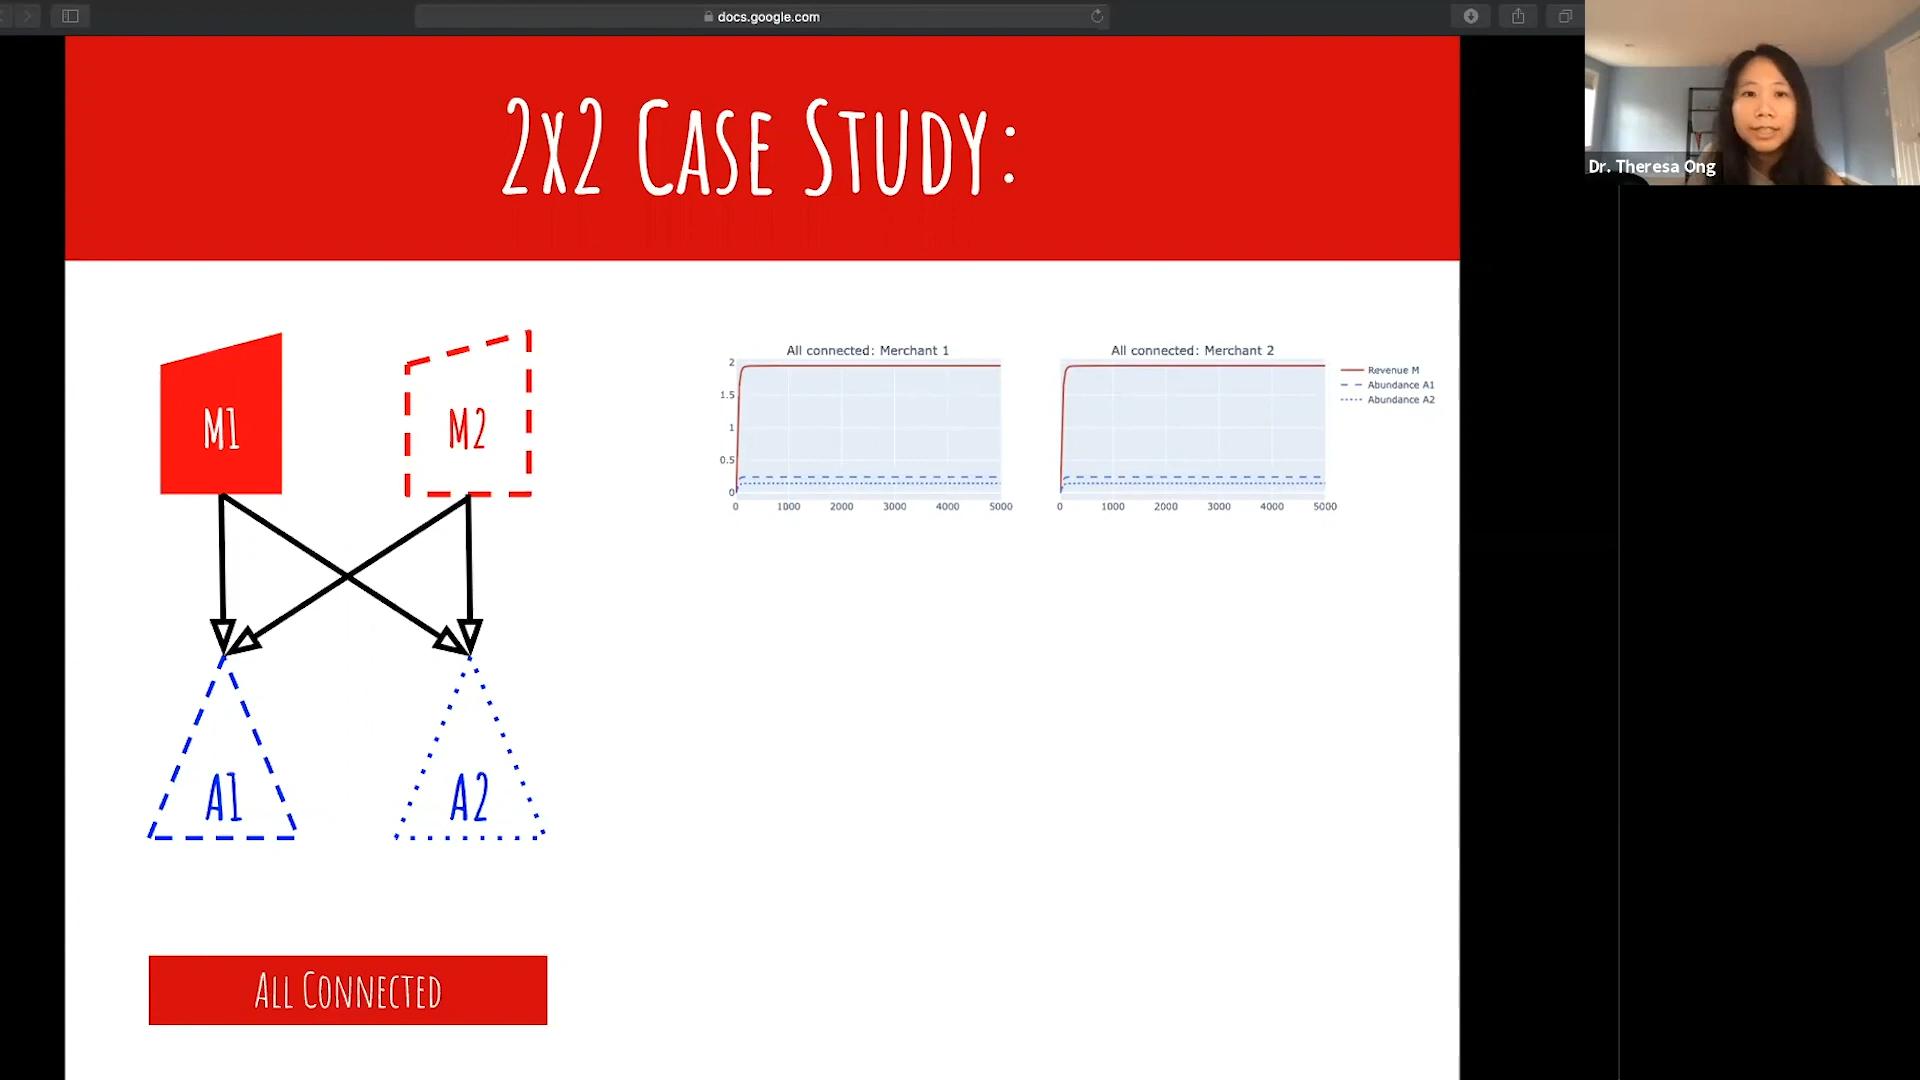 docs.google.com
Dr. Theresa Ong
2x2 Case Study:
M1
M2
A1
A2
All Connected
All connected: Merchant 1
2
1.5
1
0.5
0
0 1000 2000 3000 4000 5000
All connected: Merchant 2
0 1000 2000 3000 4000 5000
Revenue M
Abundance A1
Abundance A2